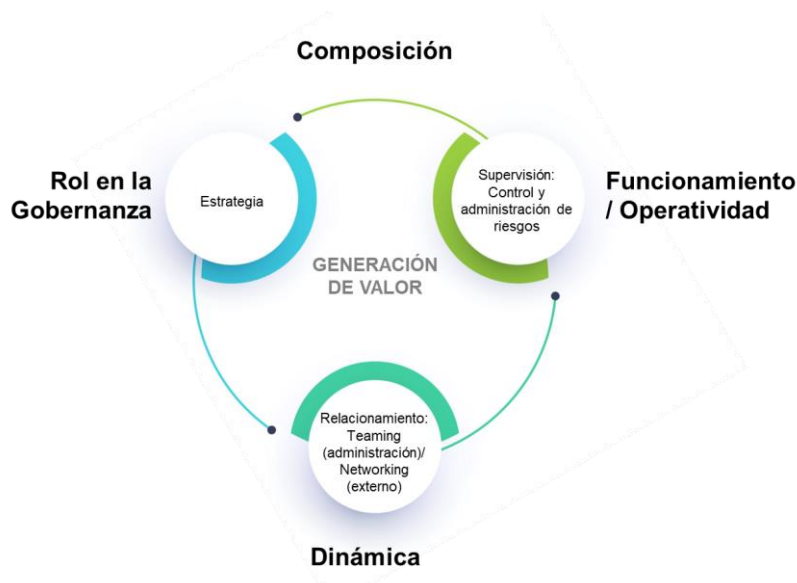 Composición
Rol en la
Gobernanza
Estrategia
Supervisión:
Control y
administración de
riesgos
Funcionamiento
/ Operatividad
GENERACIÓN
DE VALOR
Relacionamiento:
Teaming
(administración)/
Networking
(externo)
Dinámica